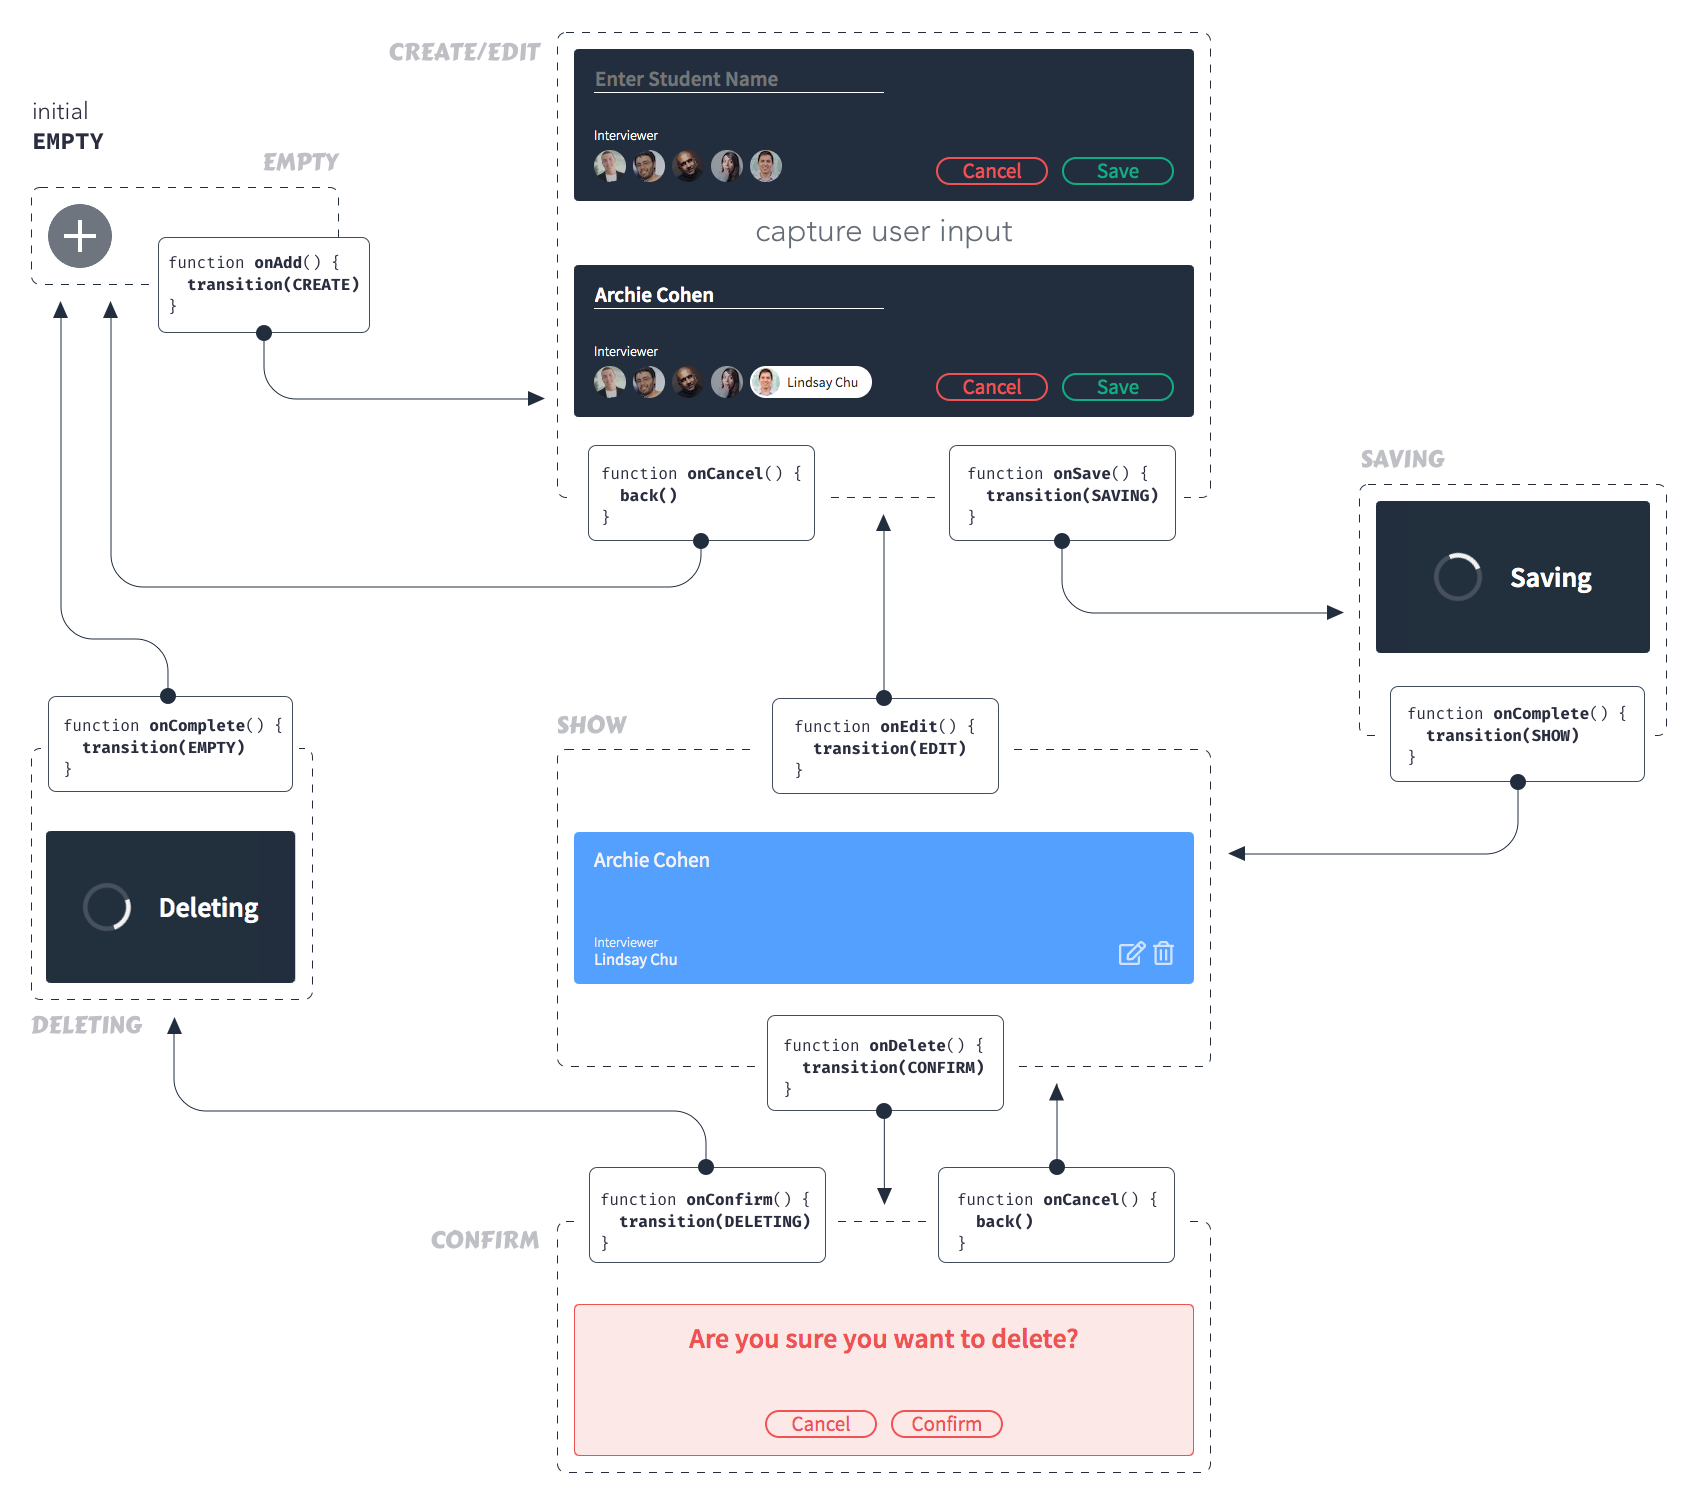 CREATE/EDIT
Enter Student Name
Interviewer
Cancel
Save
capture user input
Archie Cohen
Interviewer
Lindsay Chu
Cancel
Save
function onCancel() {
back()
}
function onSave() {
transition(SAVING)
}
initial
EMPTY
EMPTY
function onAdd() {
transition(CREATE)
}
SAVING
Saving
function onComplete() {
transition(SHOW)
}
function onComplete() {
transition(EMPTY)
}
Deleting
DELETING
SHOW
function onEdit() {
transition(EDIT)
}
Archie Cohen
Interviewer
Lindsay Chu
function onDelete() {
transition(CONFIRM)
}
CONFIRM
function onConfirm() {
transition(DELETING)
}
function onCancel() {
back()
}
Are you sure you want to delete?
Cancel
Confirm